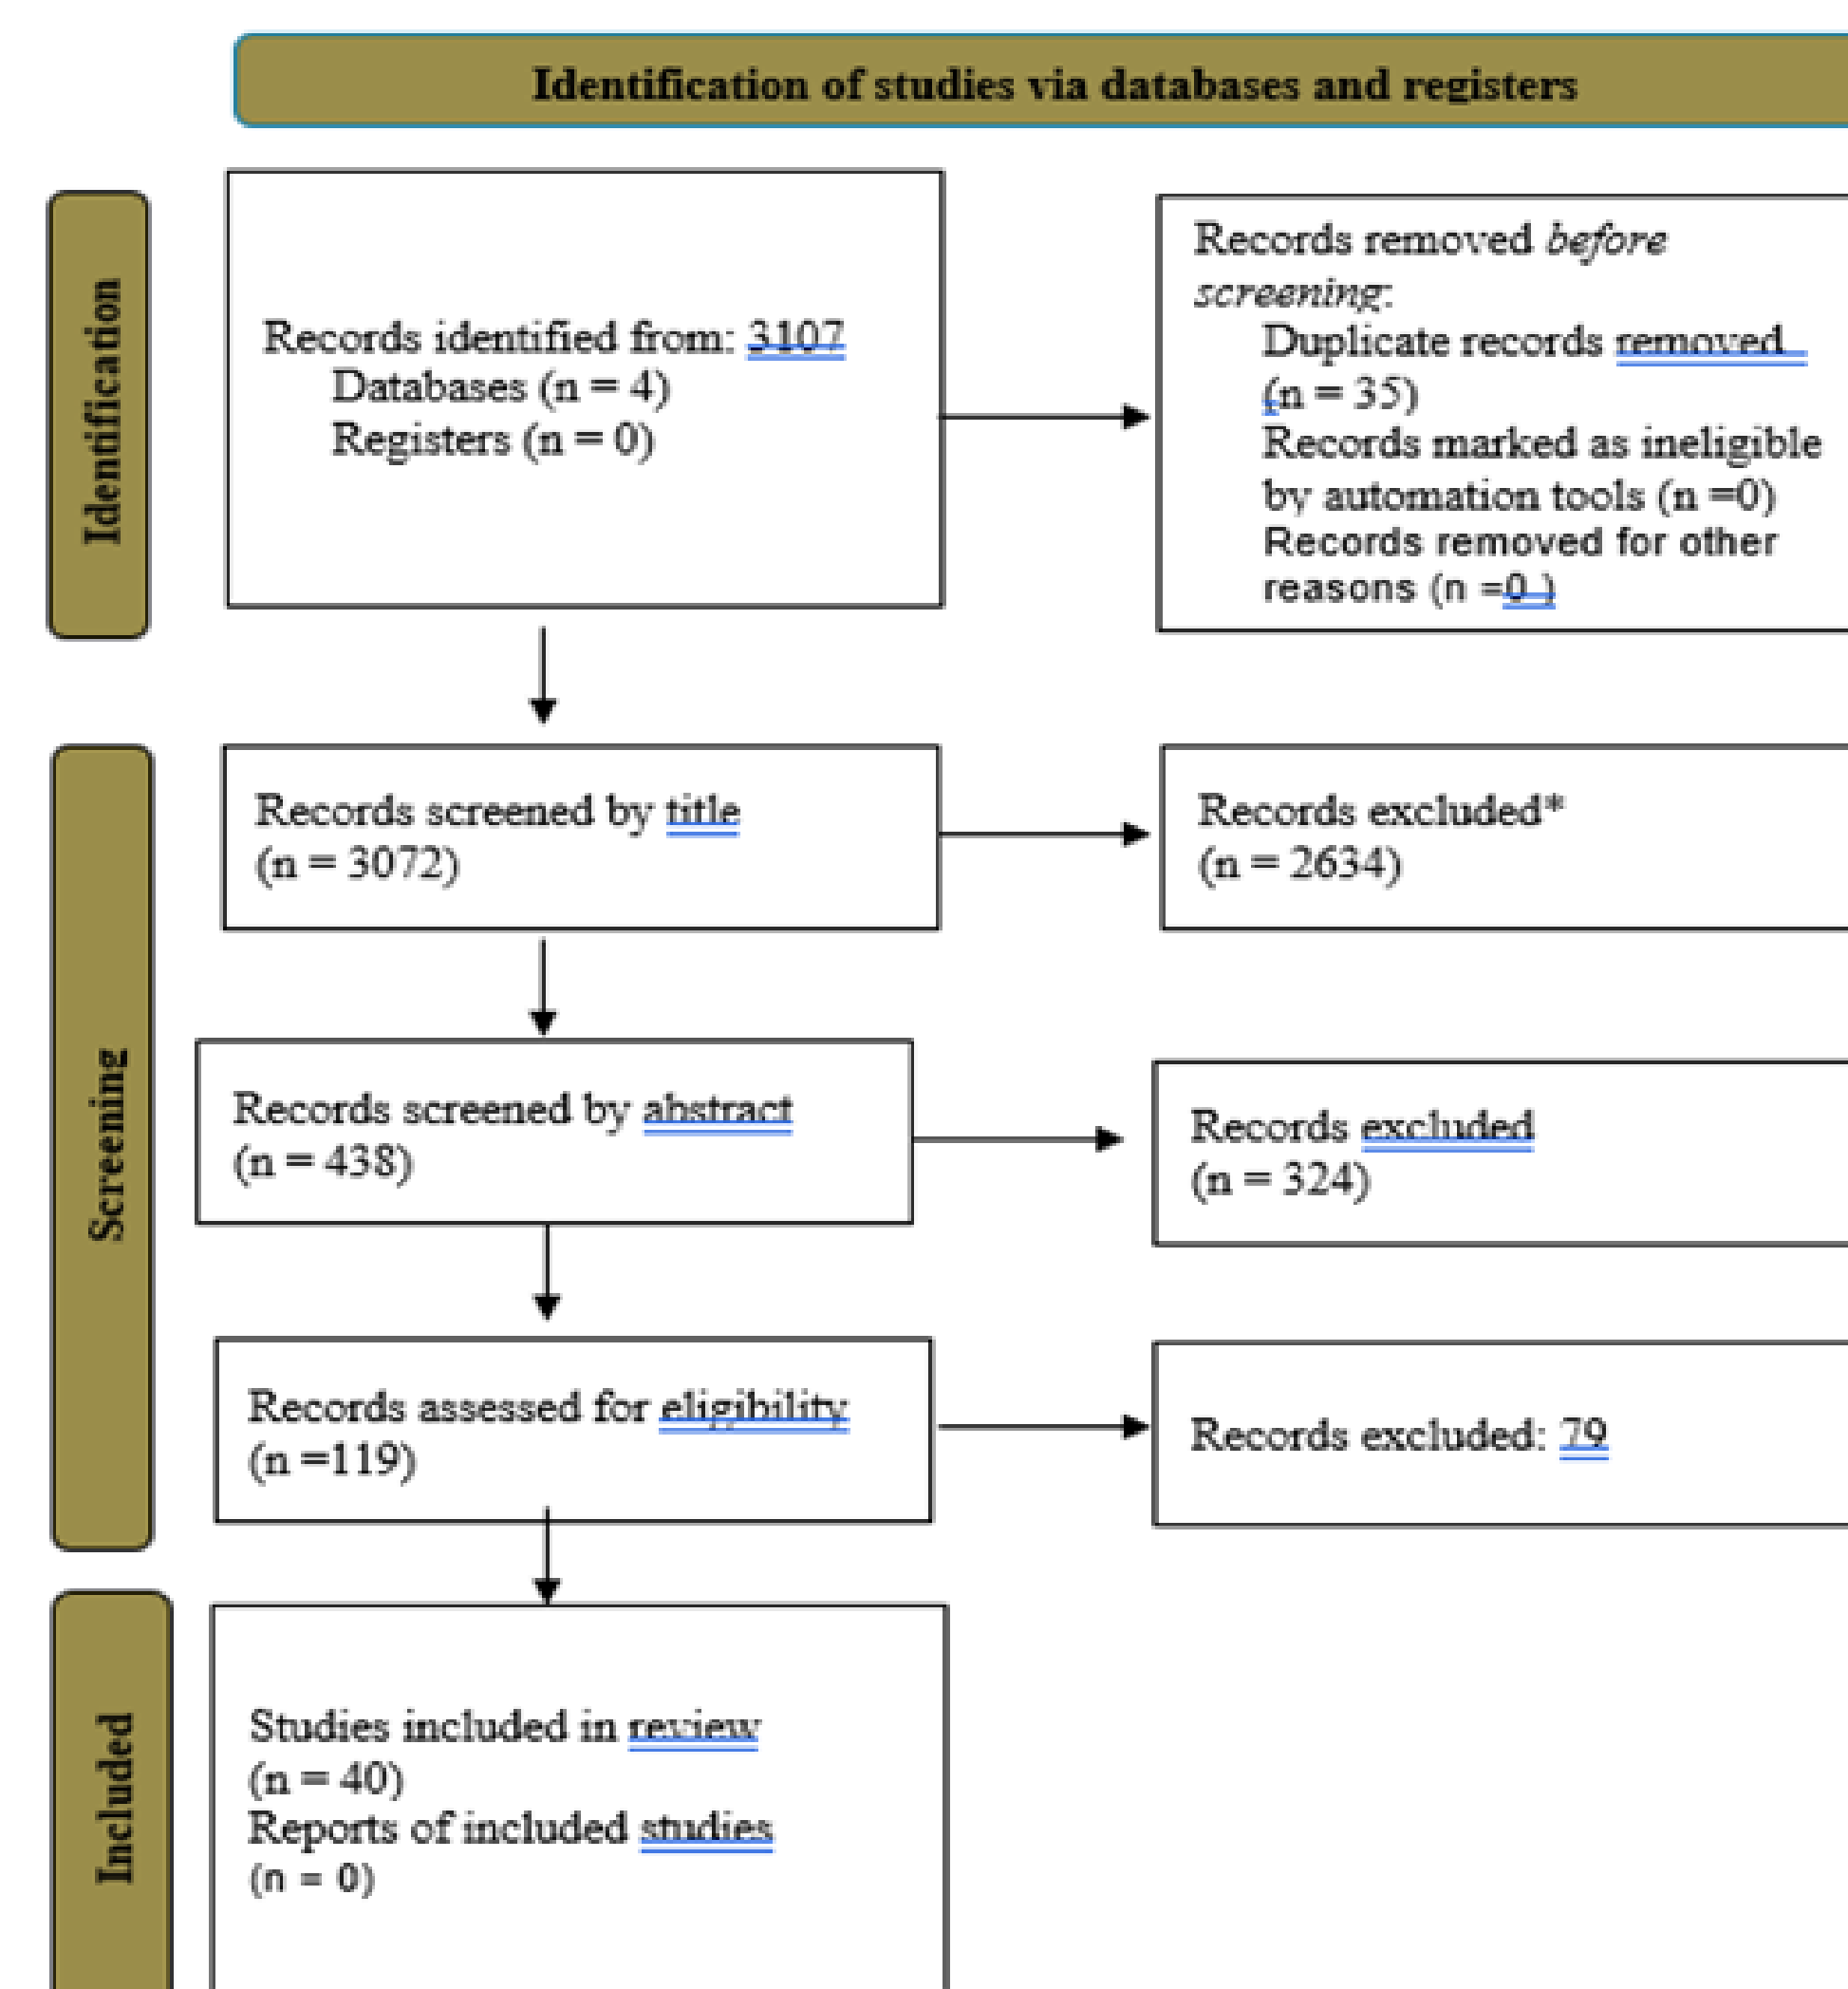 Identification of studies via databases and registers
Identification
Records identified from: 3107
Databases (n = 4)
Registers (n = 0)
Records removed before
screening:
Duplicate records removed
(n = 35)
Records marked as ineligible
by automation tools (n =0)
Records removed for other
reasons (n =0 )
Screening
Records screened by title
(n = 3072)
Records excluded*
(n = 2634)
Records screened by abstract
(n = 438)
Records excluded
(n = 324)
Records assessed for eligibility
(n =119)
Records excluded: 79
Included
Studies included in review
(n = 40)
Reports of included studies
(n = 0)